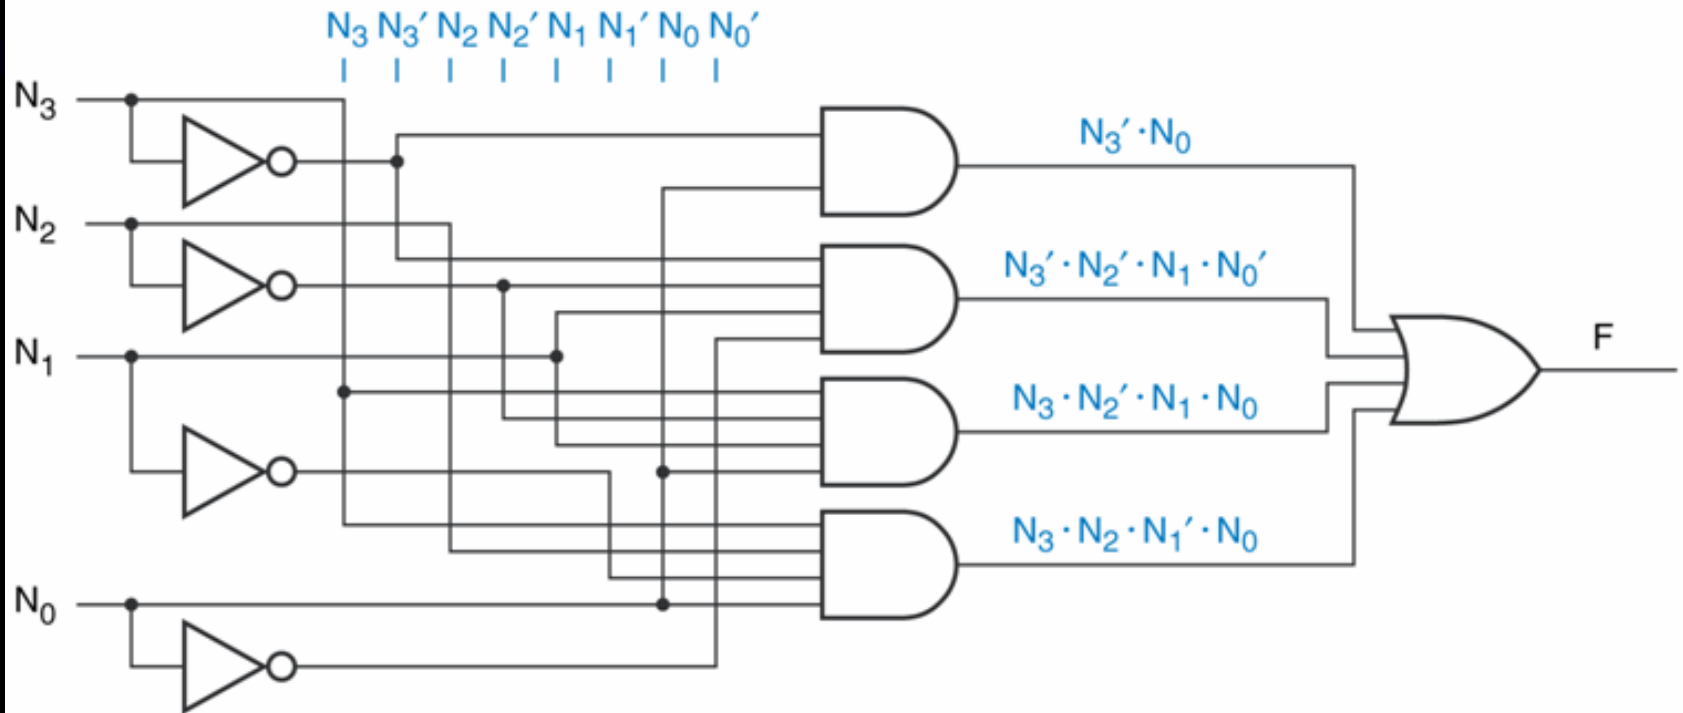 N₃ N₃′ N₂ N₂′ N₁ N₁′ N₀ N₀′
N₃
N₃′ · N₀
N₂
N₃′ · N₂′ · N₁ · N₀′
F
N₁
N₃ · N₂′ · N₁ · N₀
N₃ · N₂ · N₁′ · N₀
N₀